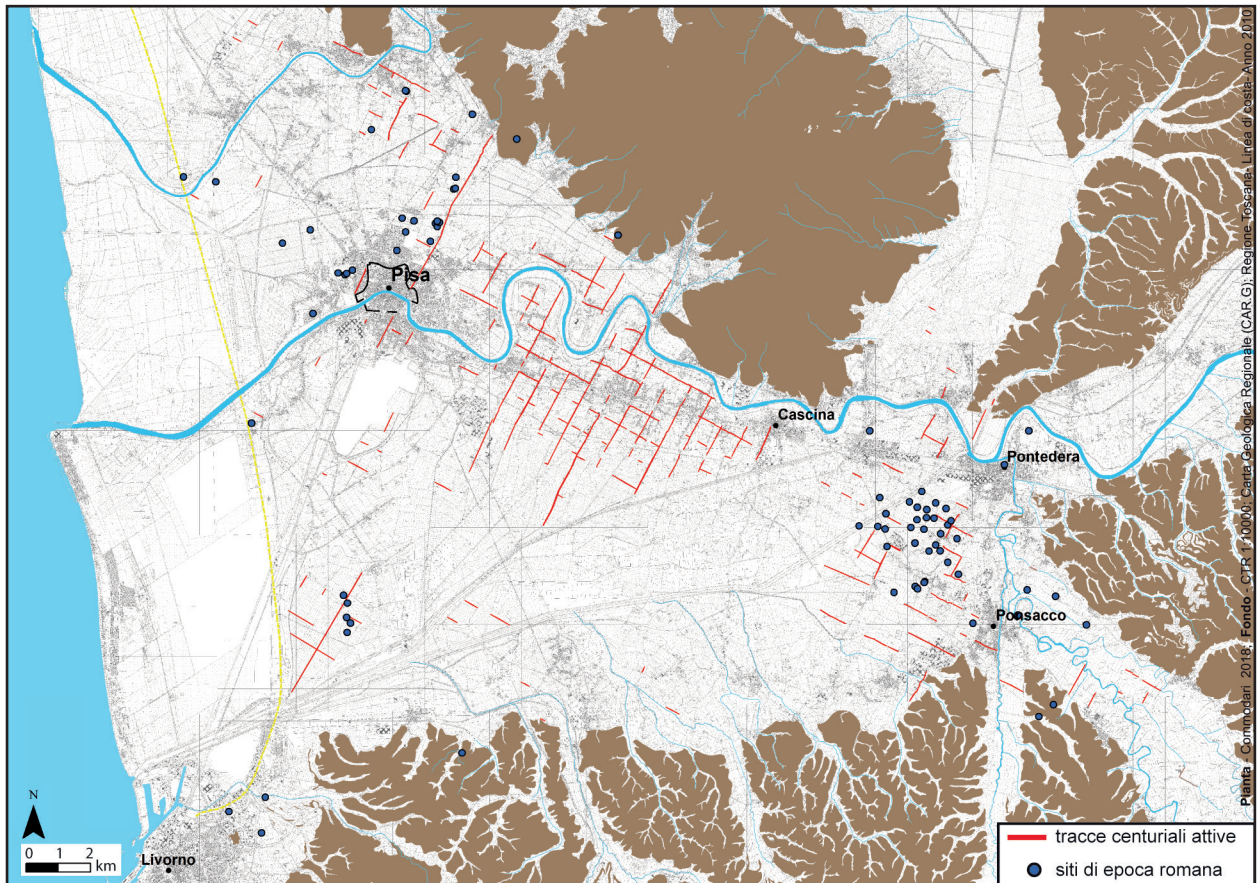 Pisa
Cascina
Pontedera
Ponsacco
Livorno
N
0 1 2
km
tracce centuriali attive
siti di epoca romana
Pianta - Commodari 2018; Fondo - CTR 1:10000; Carta Geologica Regionale (CAR.G); Regione Toscana- Linea di costa- Anno 2010